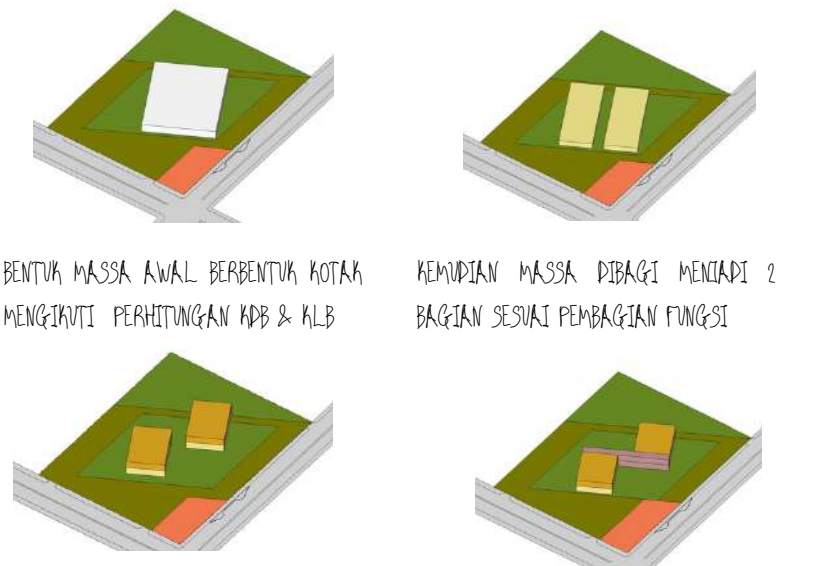 BENTUK MASSA AWAL BERBENTUK KOTAK
MENGIKUTI PERHITUNGAN KDB & KLB
KEMUDIAN MASSA DIBAGI MENJADI 2
BAGIAN SESUAI PEMBAGIAN FUNGSI